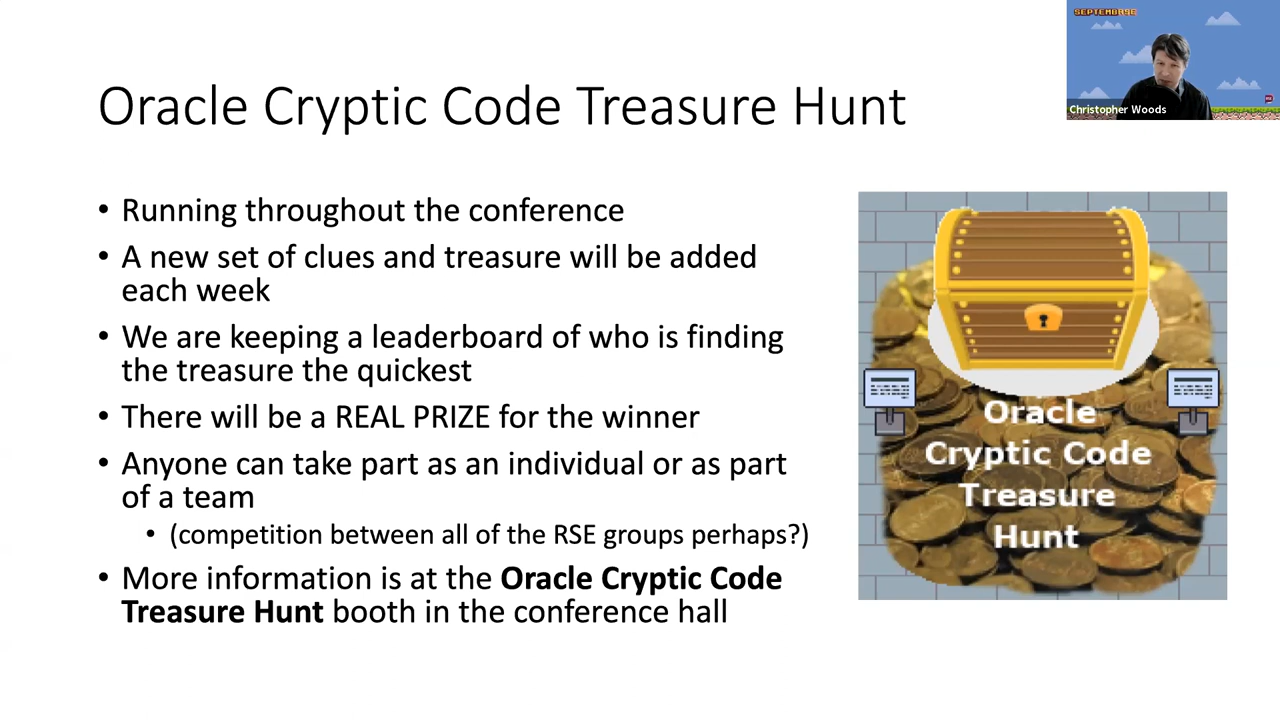 SEPTEMBRSE
Christopher Woods
Oracle Cryptic Code Treasure Hunt
• Running throughout the conference
• A new set of clues and treasure will be added
each week
• We are keeping a leaderboard of who is finding
the treasure the quickest
• There will be a REAL PRIZE for the winner
• Anyone can take part as an individual or as part
of a team
• (competition between all of the RSE groups perhaps?)
• More information is at the Oracle Cryptic Code
Treasure Hunt booth in the conference hall
Oracle
Cryptic Code
Treasure
Hunt